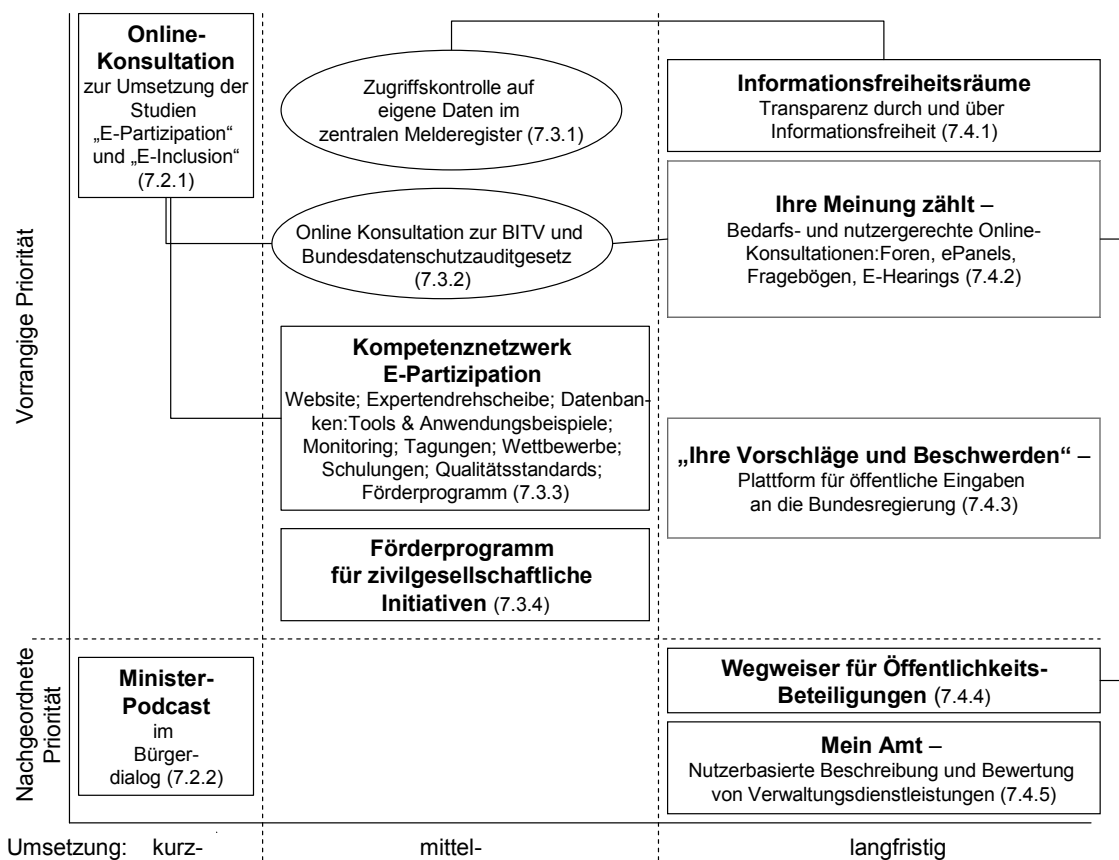 Vorrangige Priorität
Online-
Konsultation
zur Umsetzung der
Studien
„E-Partizipation“
und „E-Inclusion“
(7.2.1)
Zugriffskontrolle auf
eigene Daten im
zentralen Melderegister (7.3.1)
Online Konsultation zur BITV und
Bundesdatenschutzauditgesetz
(7.3.2)
Kompetenznetzwerk
E-Partizipation
Website; Expertendrehscheibe; Datenban-
ken:Tools & Anwendungsbeispiele;
Monitoring; Tagungen; Wettbewerbe;
Schulungen; Qualitätsstandards;
Förderprogramm (7.3.3)
Förderprogramm
für zivilgesellschaftliche
Initiativen (7.3.4)
Informationsfreiheitsräume
Transparenz durch und über
Informationsfreiheit (7.4.1)
Ihre Meinung zählt –
Bedarfs- und nutzergerechte Online-
Konsultationen:Foren, ePanels,
Fragebögen, E-Hearings (7.4.2)
„Ihre Vorschläge und Beschwerden“ –
Plattform für öffentliche Eingaben
an die Bundesregierung (7.4.3)
Nachgeordnete
Priorität
Minister-
Podcast
im
Bürger-
dialog (7.2.2)
Wegweiser für Öffentlichkeits-
Beteiligungen (7.4.4)
Mein Amt –
Nutzerbasierte Beschreibung und Bewertung
von Verwaltungsdienstleistungen (7.4.5)
Umsetzung: kurz- mittel- langfristig